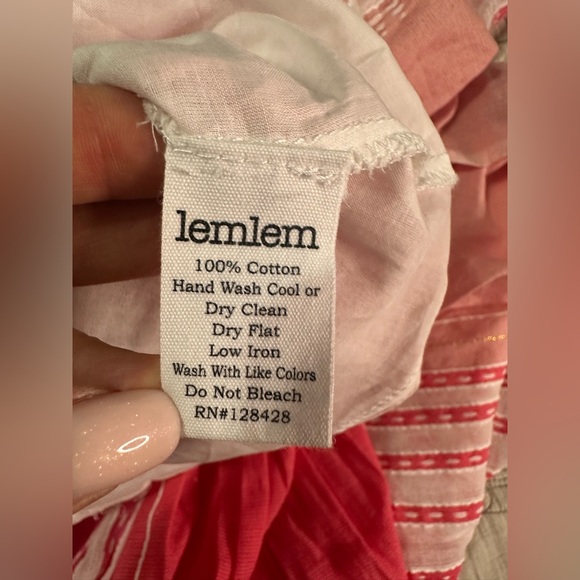 lemlem
100% Cotton
Hand Wash Cool or
Dry Clean
Dry Flat
Low Iron
Wash With Like Colors
Do Not Bleach
RN#128428